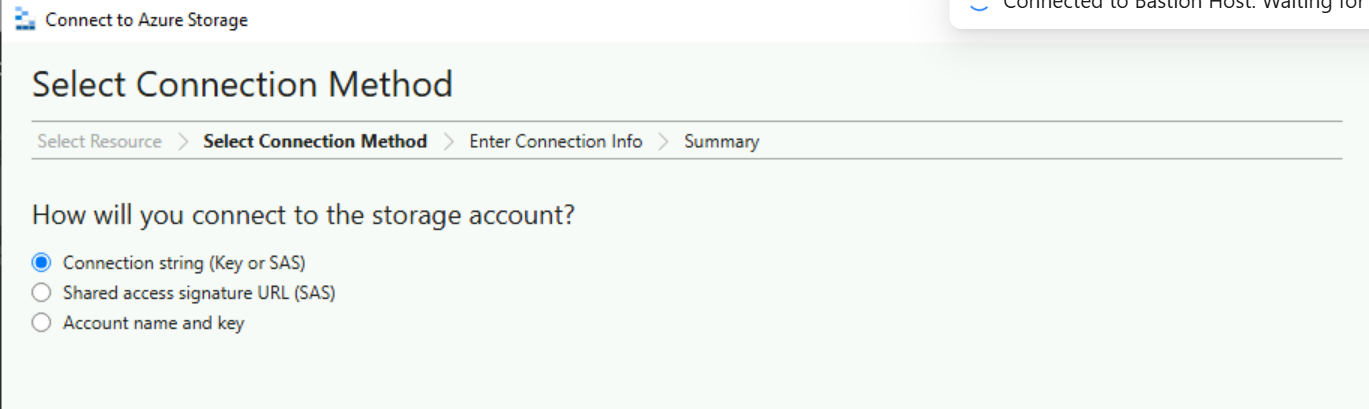 Connect to Azure Storage
Connected to Bastion Host. Waiting for
Select Connection Method
Select Resource > Select Connection Method > Enter Connection Info > Summary
How will you connect to the storage account?
Connection string (Key or SAS)
Shared access signature URL (SAS)
Account name and key